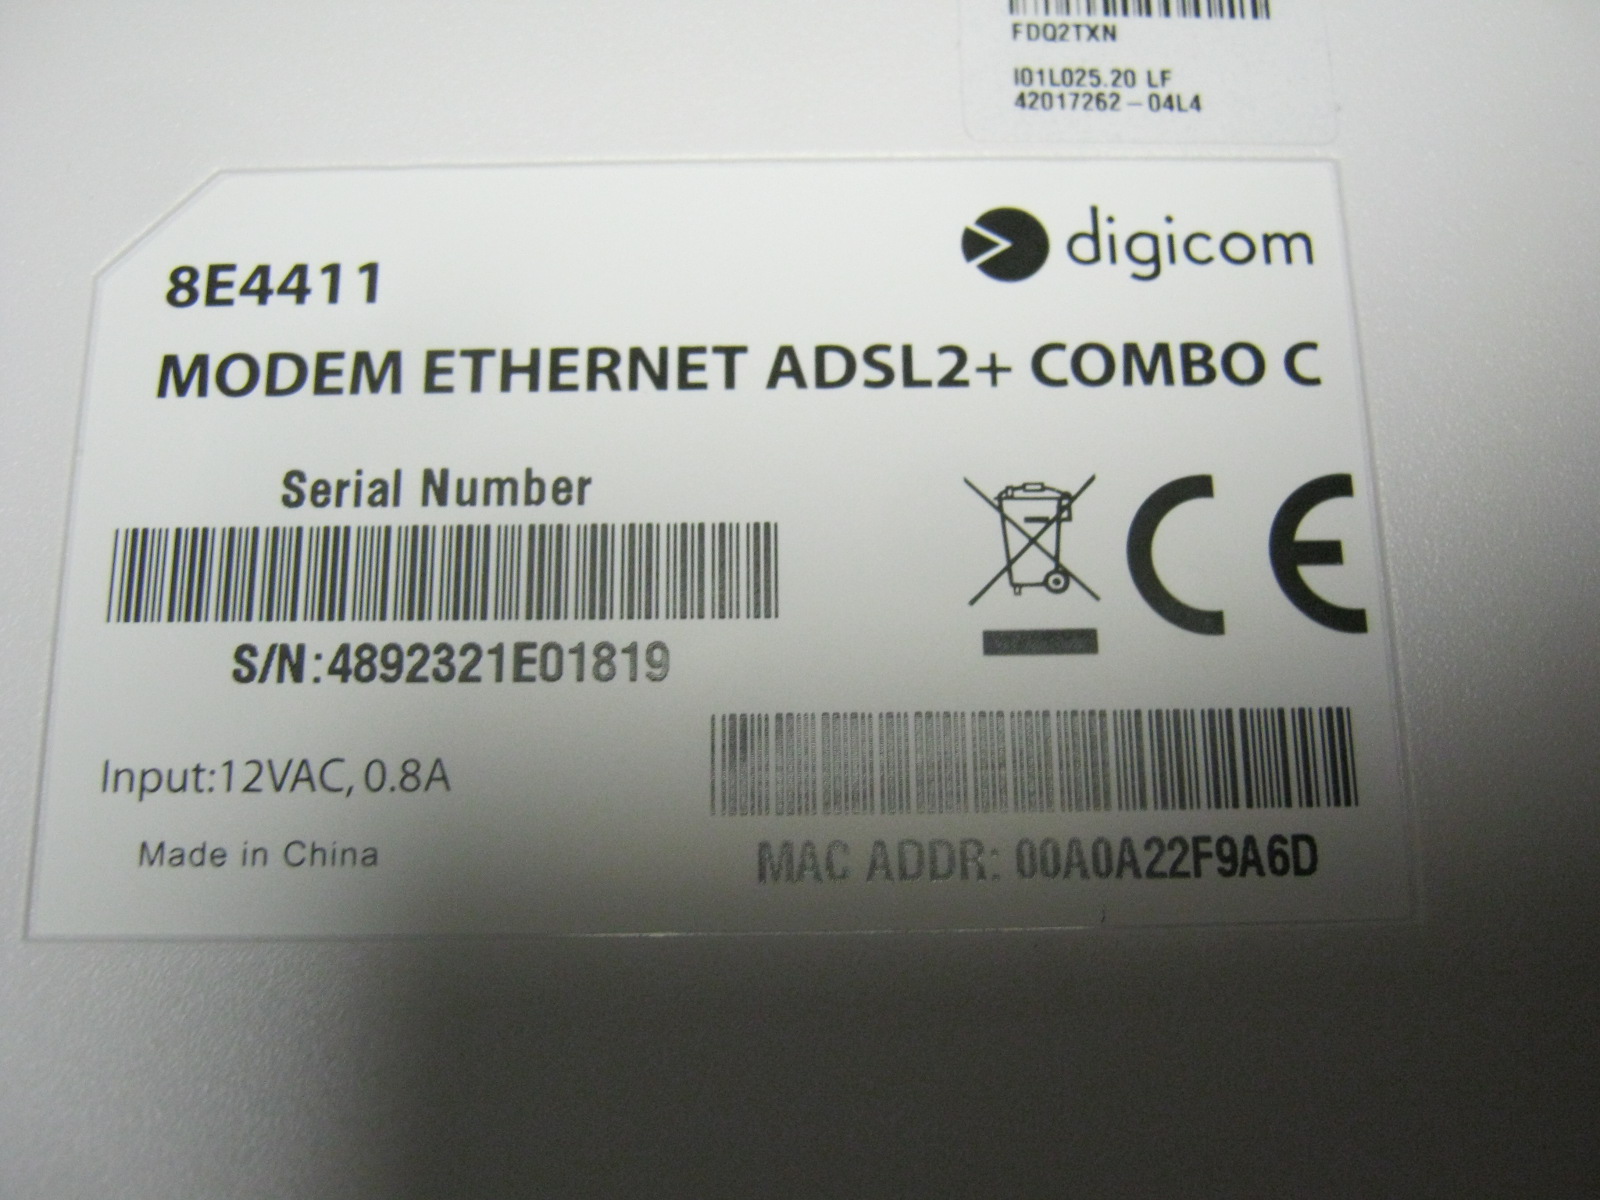 FDQ2TXN
I01L025.20 LF
42017262-04L4
digicom
8E4411
MODEM ETHERNET ADSL2+ COMBO C
Serial Number
CE
S/N:4892321E01819
Input:12VAC, 0.8A
Made in China
MAC ADDR: 00A0A22F9A6D